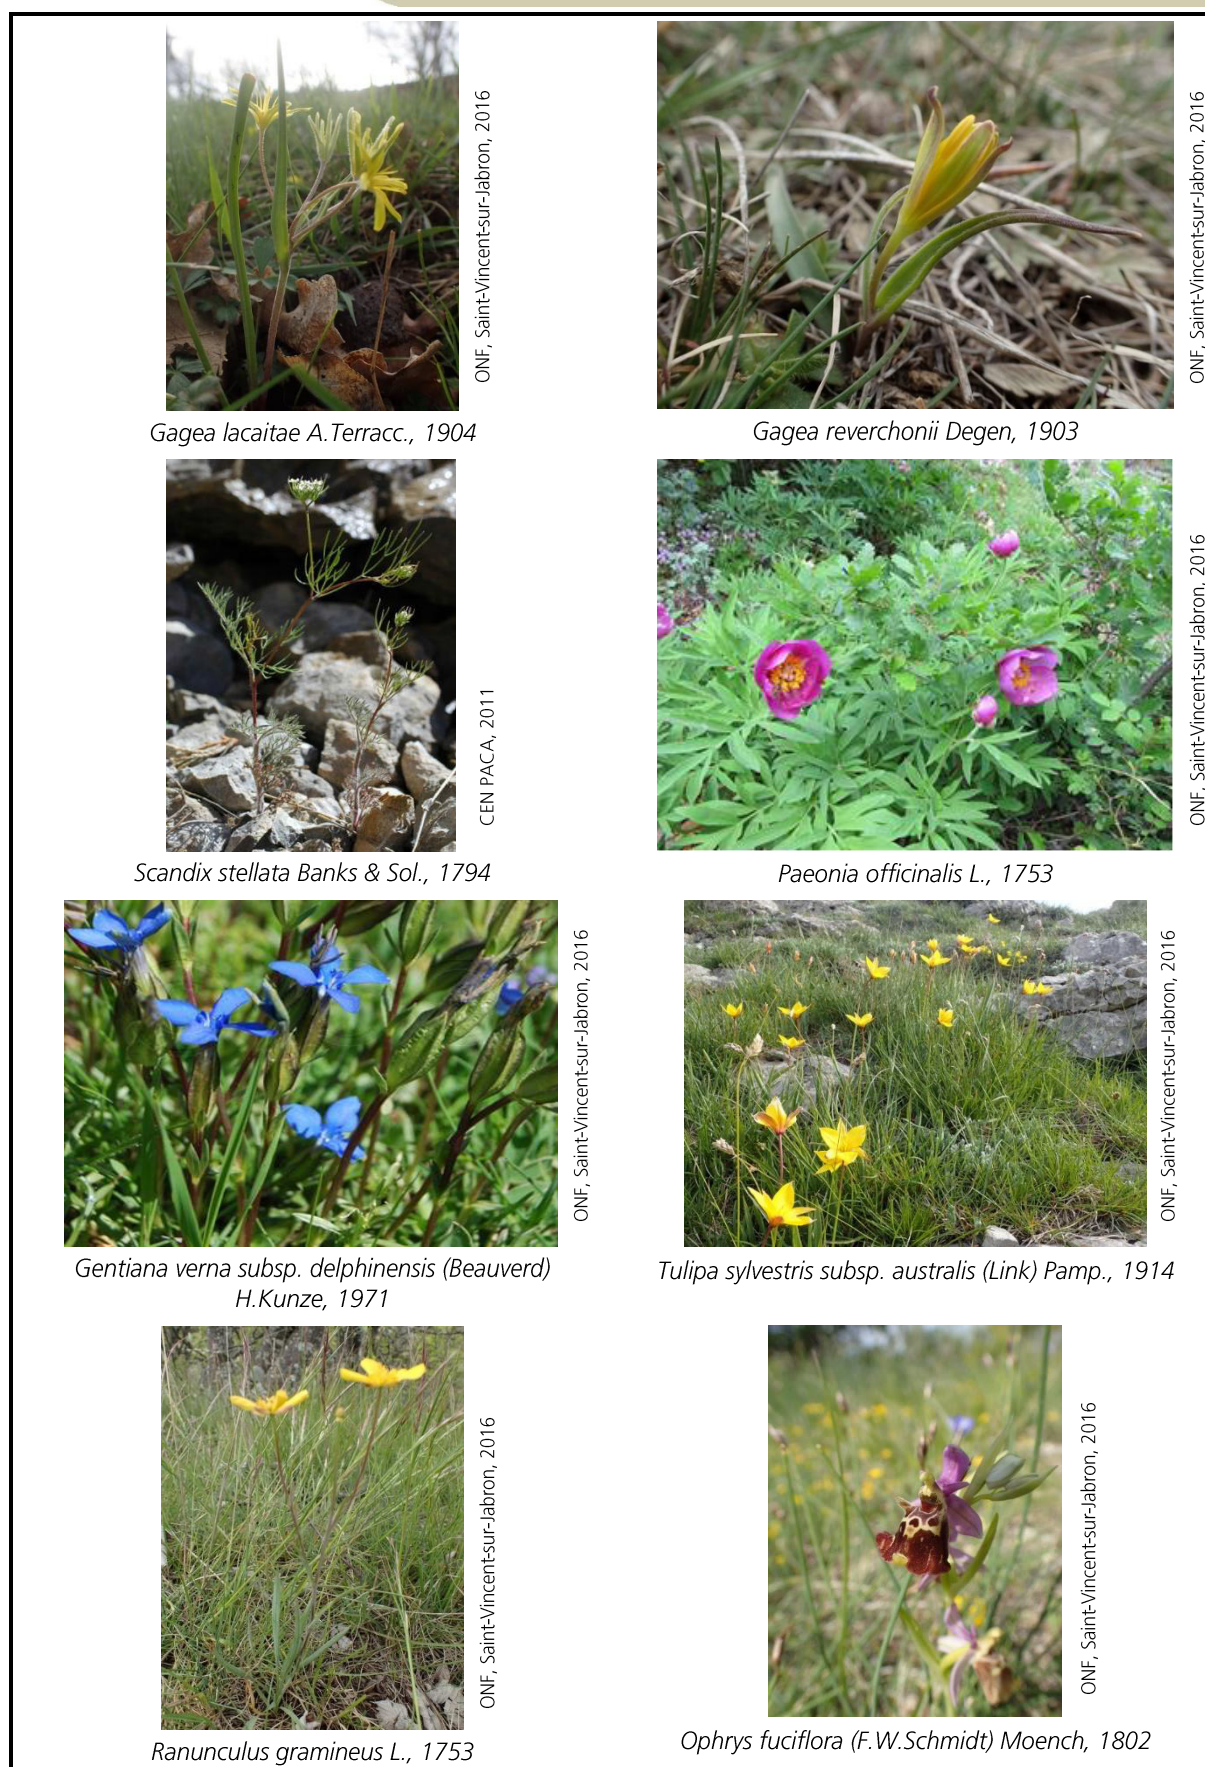 ONF, Saint-Vincent-sur-Jabron, 2016
ONF, Saint-Vincent-sur-Jabron, 2016
Gagea lacaitae A.Terracc., 1904
Gagea reverchonii Degen, 1903
CEN PACA, 2011
ONF, Saint-Vincent-sur-Jabron, 2016
Scandix stellata Banks & Sol., 1794
Paeonia officinalis L., 1753
ONF, Saint-Vincent-sur-Jabron, 2016
ONF, Saint-Vincent-sur-Jabron, 2016
Gentiana verna subsp. delphinensis (Beauverd)
H.Kunze, 1971
Tulipa sylvestris subsp. australis (Link) Pamp., 1914
ONF, Saint-Vincent-sur-Jabron, 2016
ONF, Saint-Vincent-sur-Jabron, 2016
Ranunculus gramineus L., 1753
Ophrys fuciflora (F.W.Schmidt) Moench, 1802